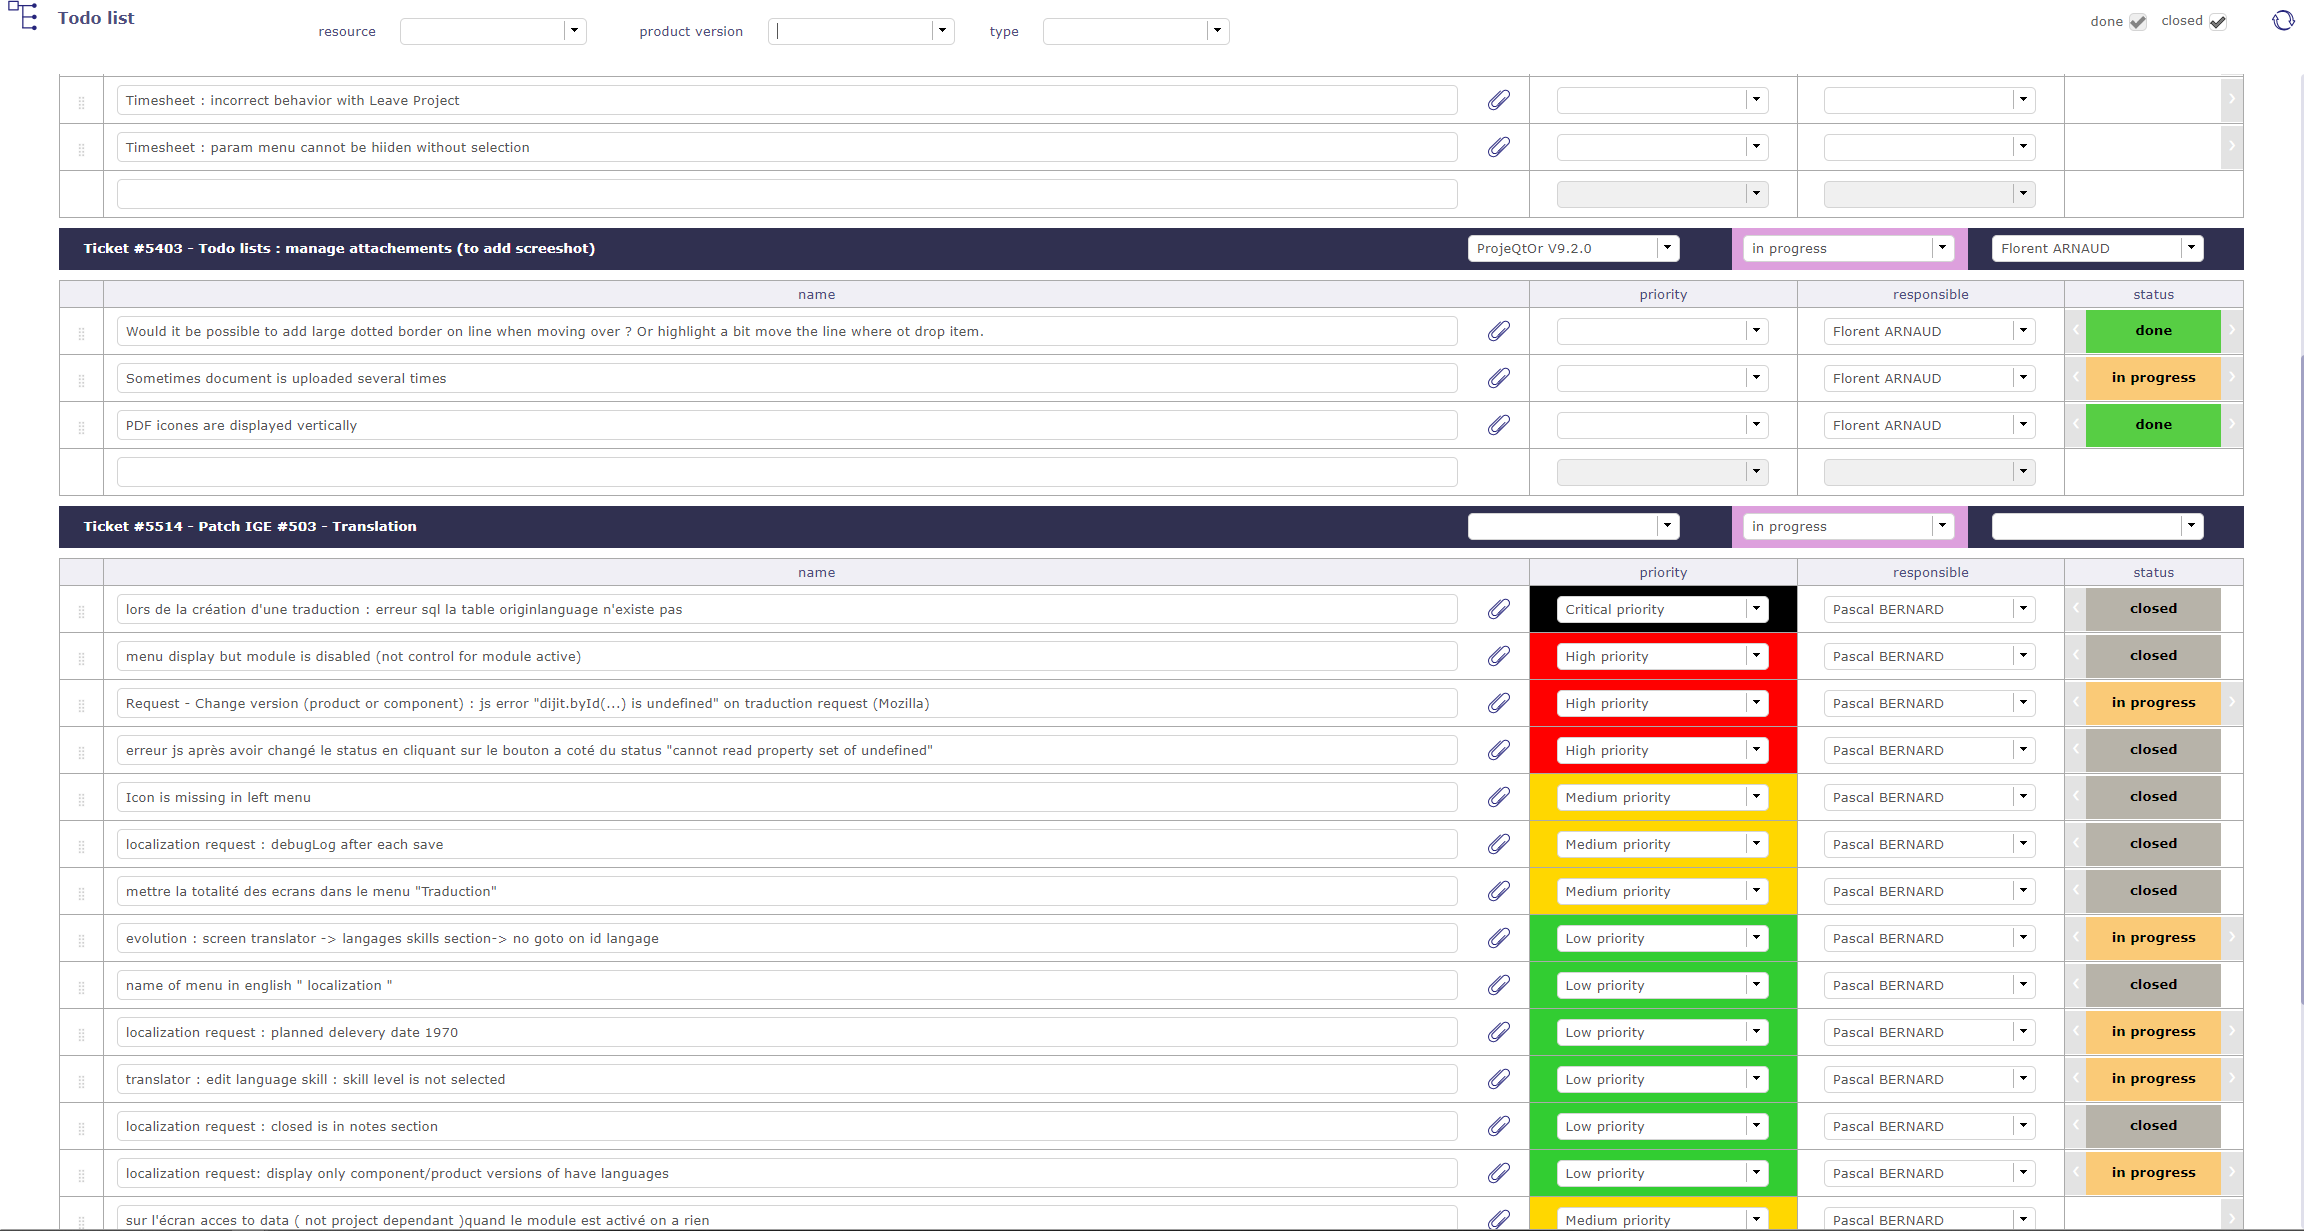 Todo list
resource product version type done closed
Timesheet : incorrect behavior with Leave Project
Timesheet : param menu cannot be hiiden without selection
Ticket #5403 - Todo lists : manage attachements (to add screeshot) ProjeQtOr V9.2.0 in progress Florent ARNAUD
name priority responsible status
Would it be possible to add large dotted border on line when moving over ? Or highlight a bit move the line where ot drop item. Florent ARNAUD done
Sometimes document is uploaded several times Florent ARNAUD in progress
PDF icones are displayed vertically Florent ARNAUD done
Ticket #5514 - Patch IGE #503 - Translation in progress
name priority responsible status
lors de la création d'une traduction : erreur sql la table originlanguage n'existe pas Critical priority Pascal BERNARD closed
menu display but module is disabled (not control for module active) High priority Pascal BERNARD closed
Request - Change version (product or component) : js error "dijit.byId(...) is undefined" on traduction request (Mozilla) High priority Pascal BERNARD in progress
erreur js après avoir changé le status en cliquant sur le bouton a coté du status "cannot read property set of undefined" High priority Pascal BERNARD closed
Icon is missing in left menu Medium priority Pascal BERNARD closed
localization request : debugLog after each save Medium priority Pascal BERNARD closed
mettre la totalité des ecrans dans le menu "Traduction" Medium priority Pascal BERNARD closed
evolution : screen translator -> langages skills section-> no goto on id langage Low priority Pascal BERNARD in progress
name of menu in english " localization " Low priority Pascal BERNARD closed
localization request : planned delevery date 1970 Low priority Pascal BERNARD in progress
translator : edit language skill : skill level is not selected Low priority Pascal BERNARD in progress
localization request : closed is in notes section Low priority Pascal BERNARD closed
localization request: display only component/product versions of have languages Low priority Pascal BERNARD in progress
sur l'écran acces to data ( not project dependant )quand le module est activé on a rien Medium priority Pascal BERNARD